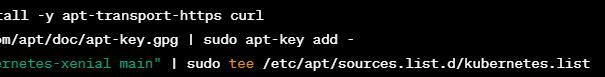 tall -y apt-transport-https curl
om/apt/doc/apt-key.gpg | sudo apt-key add -
ernetes-xenial main" | sudo tee /etc/apt/sources.list.d/kubernetes.list